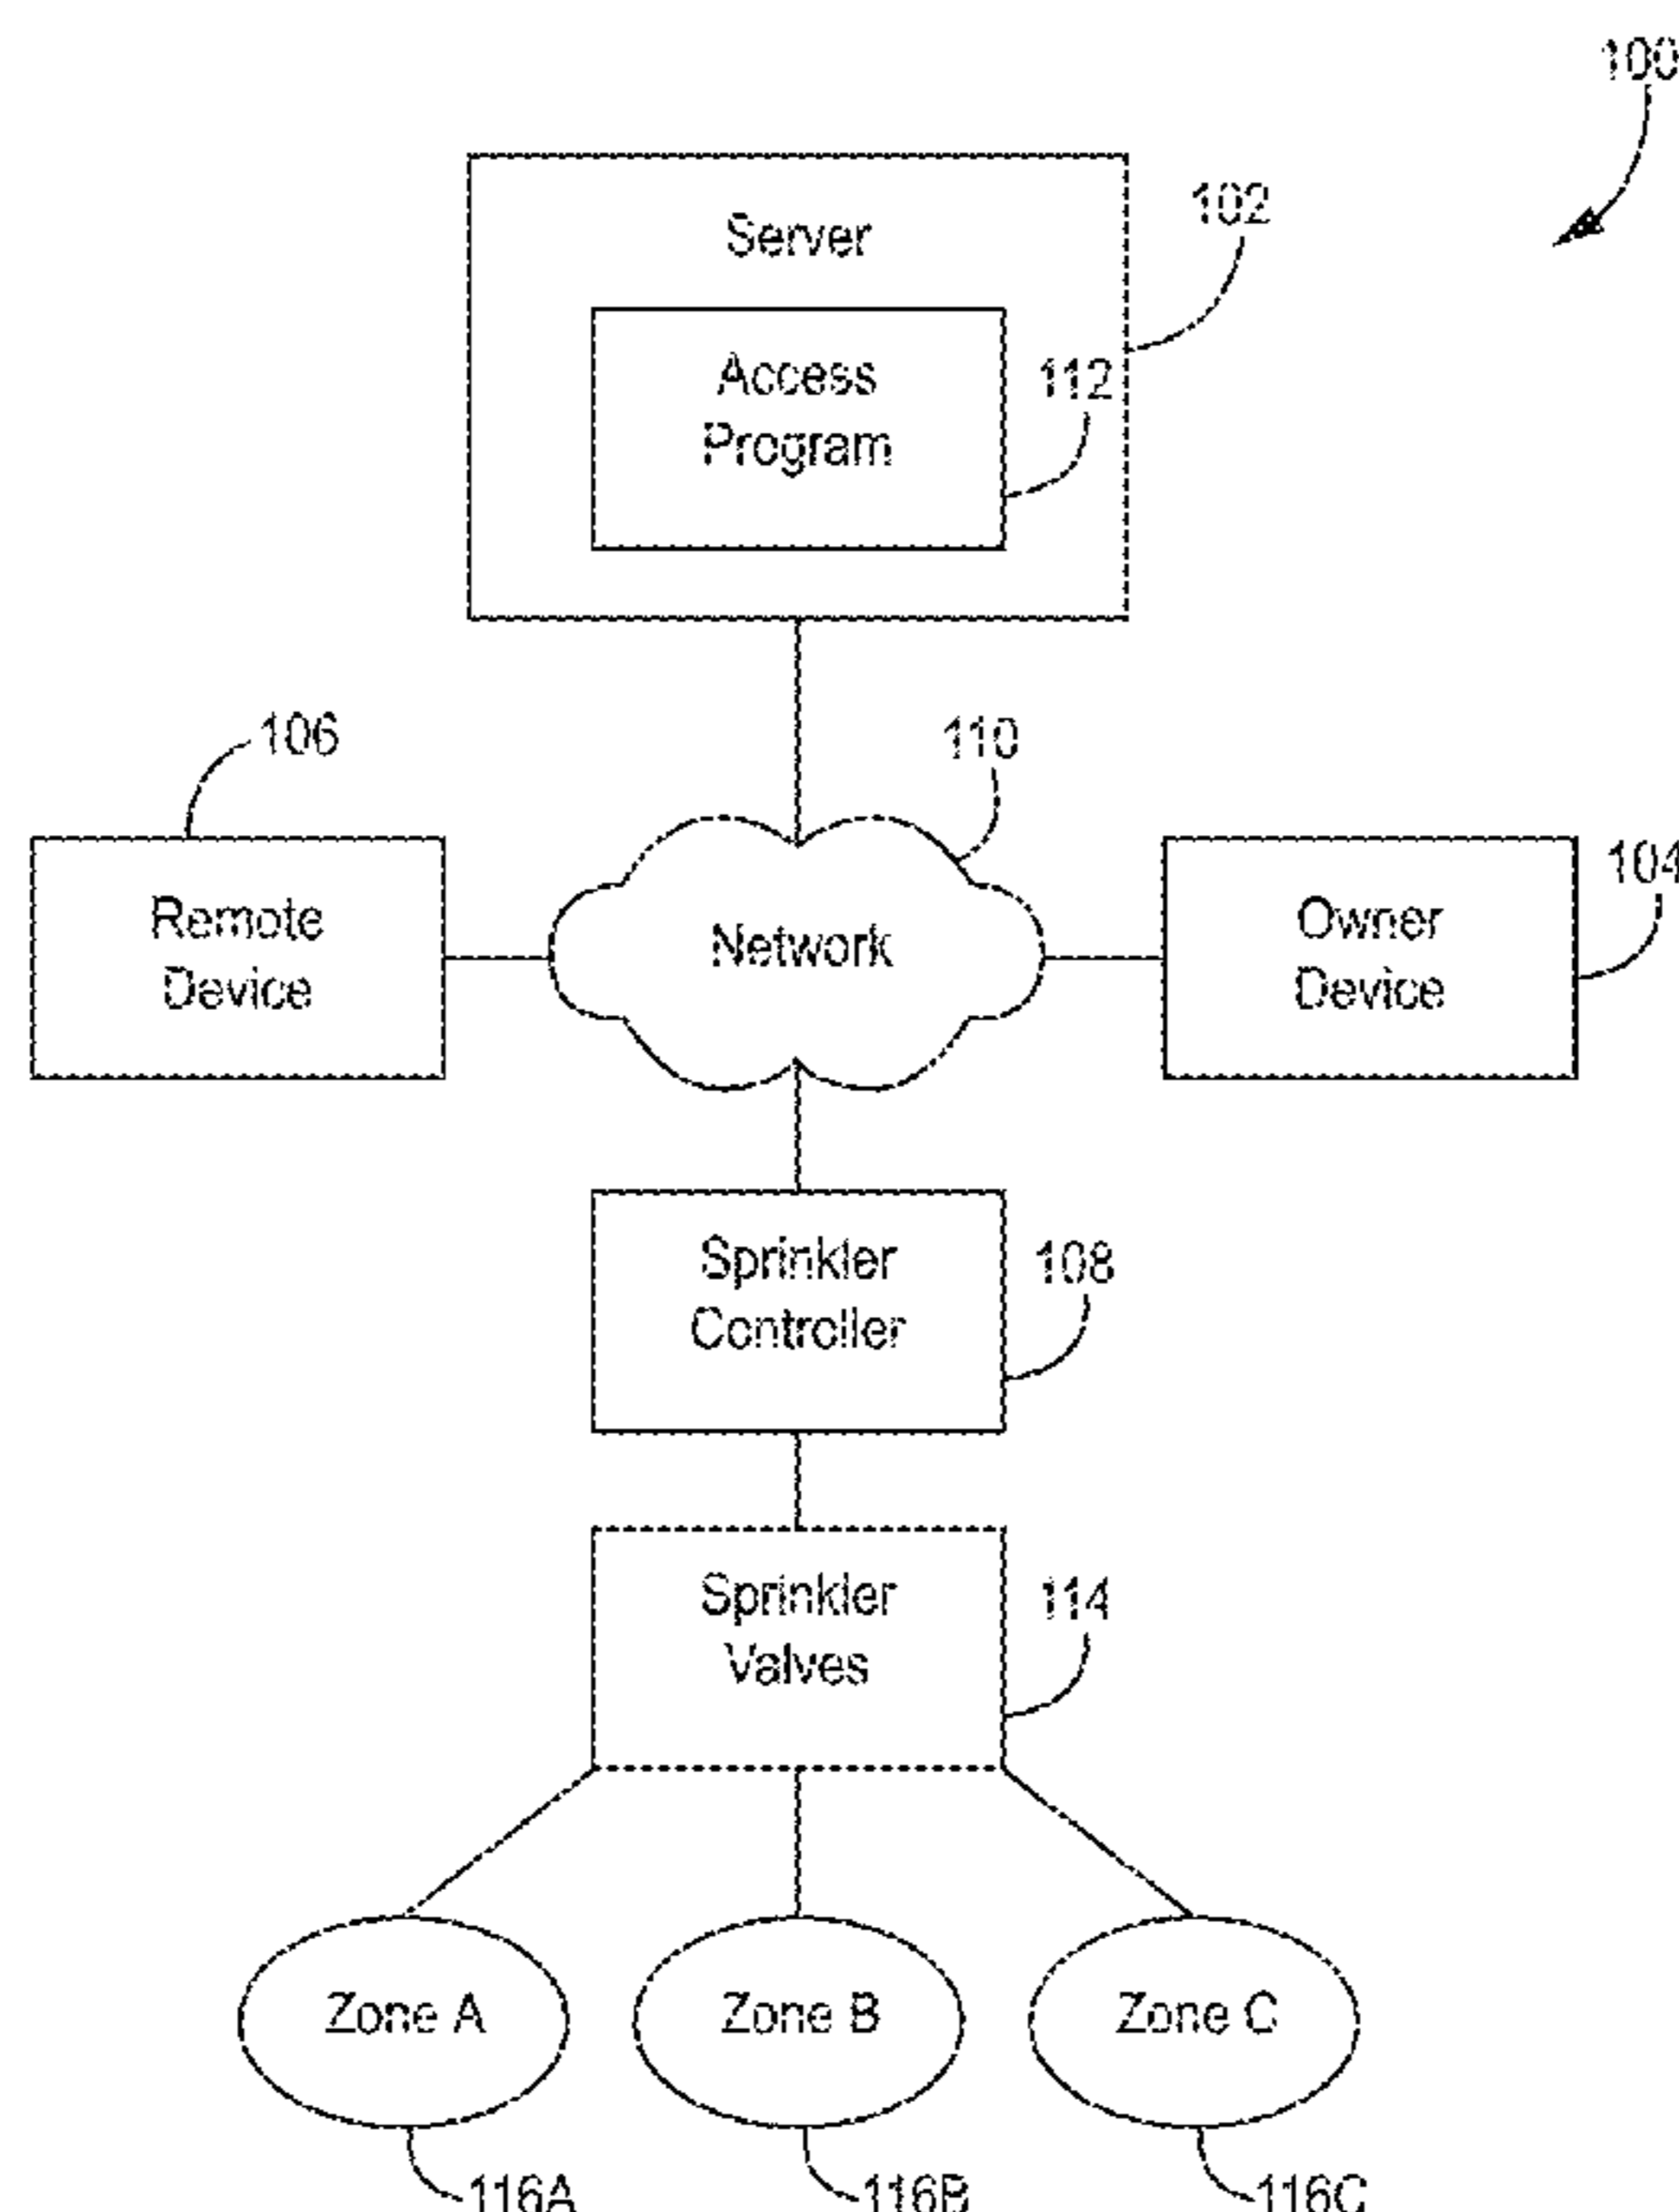 100
102
Server
Access
Program
112
106
110
104
Remote
Device
Network
Owner
Device
Sprinkler
Controller
108
Sprinkler
Valves
114
Zone A
Zone B
Zone C
116A
116B
116C